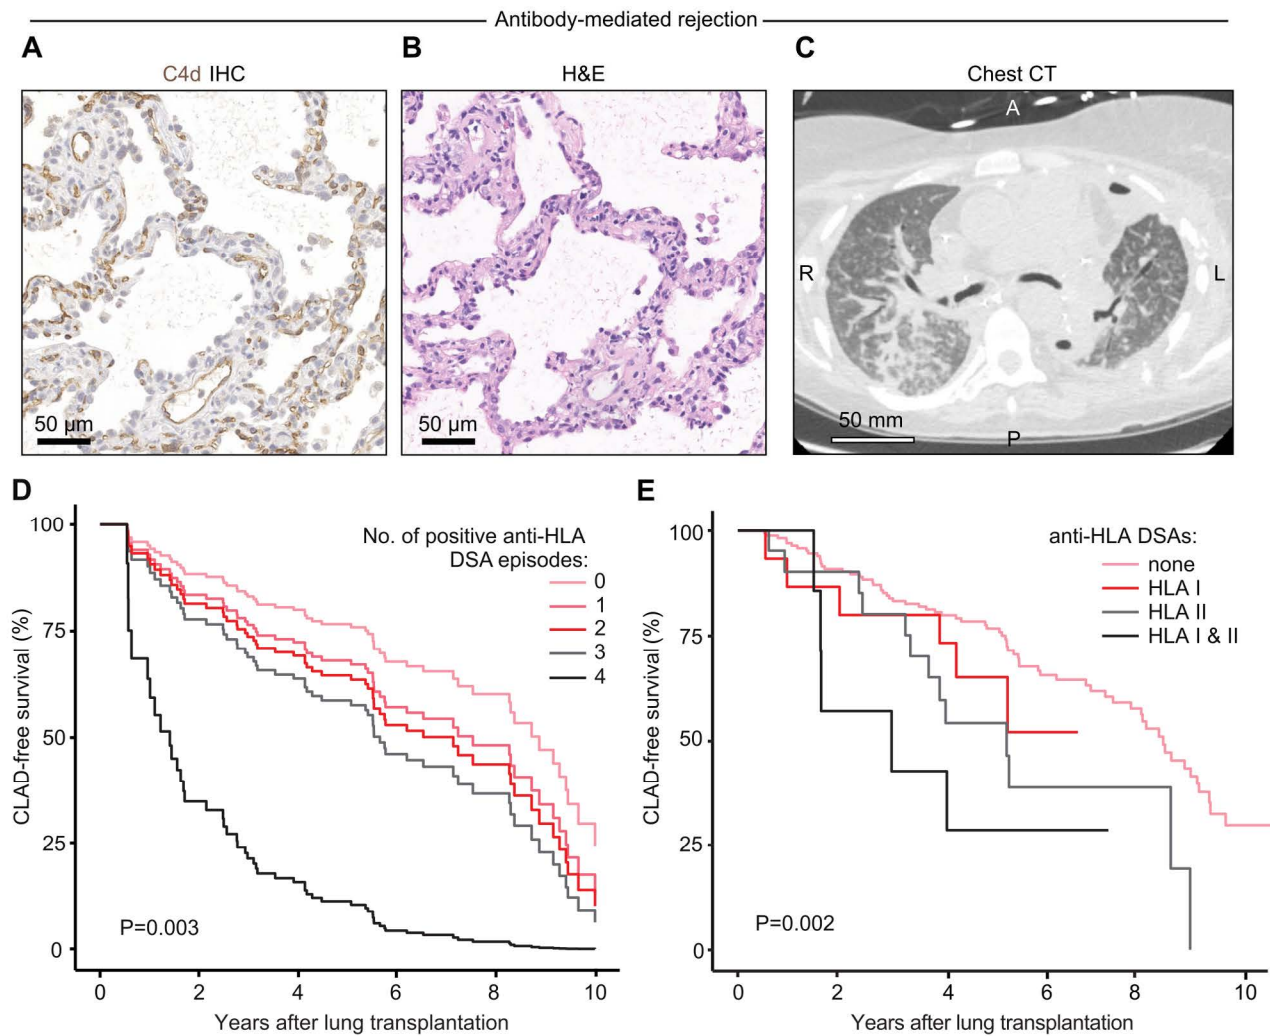 Antibody-mediated rejection
A
C4d IHC
50 µm
B
H&E
50 µm
C
Chest CT
A
R
L
50 mm
P
D
100
75
50
25
0
CLAD-free survival (%)
No. of positive anti-HLA
DSA episodes:
0
1
2
3
4
P=0.003
0 2 4 6 8 10
Years after lung transplantation
E
100
75
50
25
0
CLAD-free survival (%)
anti-HLA DSAs:
none
HLA I
HLA II
HLA I & II
P=0.002
0 2 4 6 8 10
Years after lung transplantation